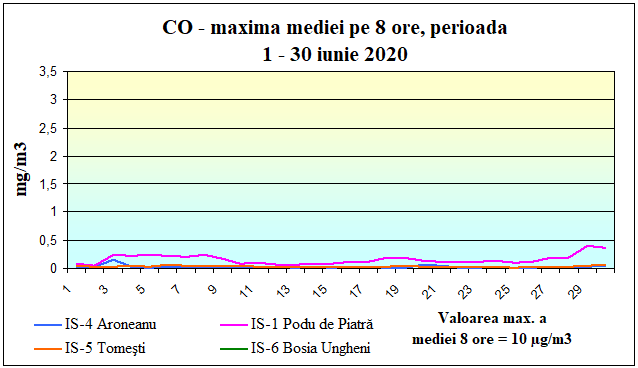 CO - maxima mediei pe 8 ore, perioada
1 - 30 iunie 2020
mg/m3
3,5
3
2,5
2
1,5
1
0,5
0
1 3 5 7 9 11 13 15 17 19 21 23 25 27 29
IS-4 Aroneanu
IS-1 Podu de Piatră
IS-5 Tomeşti
IS-6 Bosia Ungheni
Valoarea max. a
mediei 8 ore = 10 µg/m3